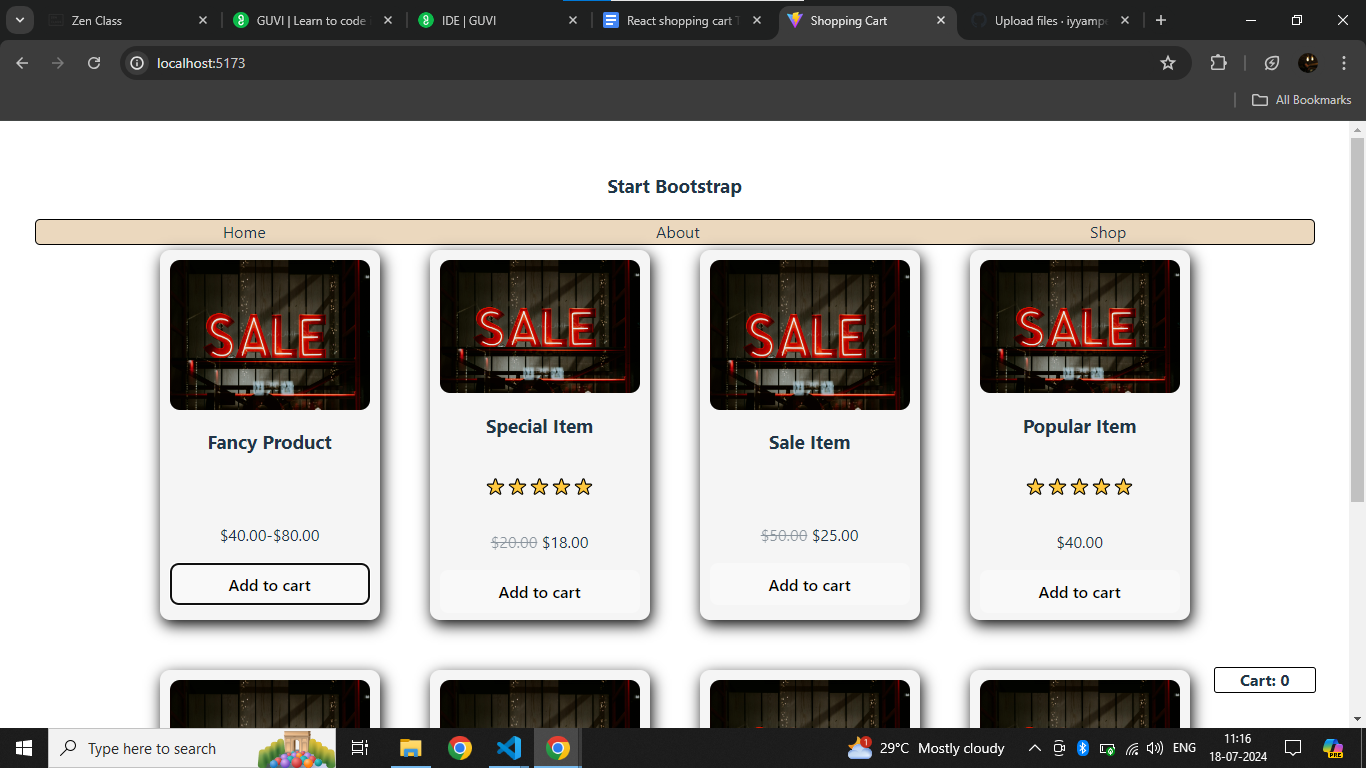 Zen Class
GUVI | Learn to code
IDE | GUVI
React shopping cart T
Shopping Cart
Upload files · iyyampe
localhost:5173
All Bookmarks
Start Bootstrap
Home About Shop
SALE SALE SALE SALE
Special Item Popular Item
Fancy Product Sale Item
$40.00-$80.00 $50.00 $25.00
$20.00 $18.00 $40.00
Add to cart Add to cart
Add to cart Add to cart
Cart: 0
Type here to search
1
29°C Mostly cloudy
ENG
11:16
18-07-2024
PRE